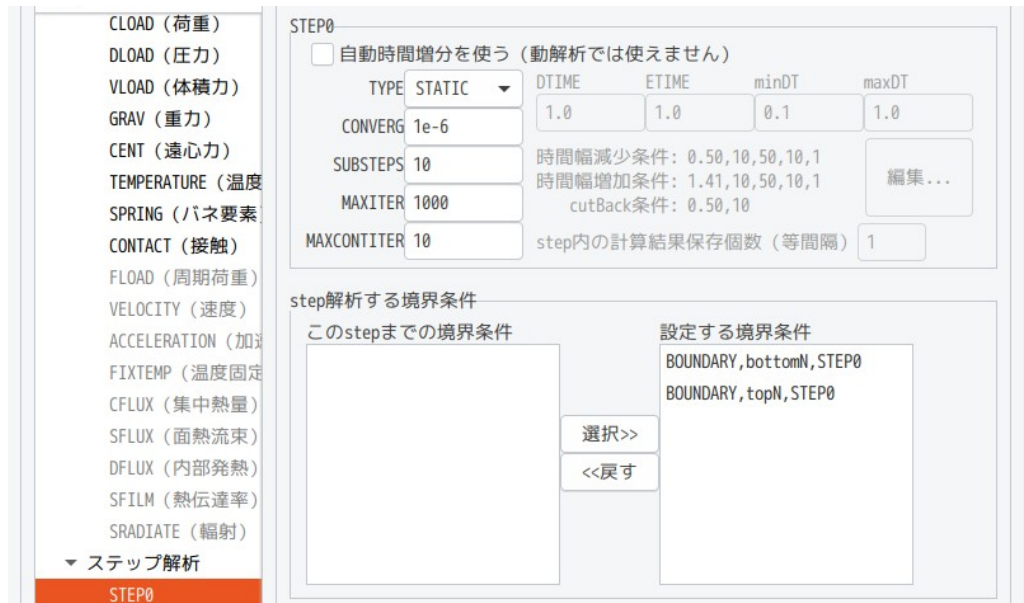 CLOAD (荷重)
DLOAD (圧力)
VLOAD (体積力)
GRAV (重力)
CENT (遠心力)
TEMPERATURE (温度
SPRING (バネ要素
CONTACT (接触)
FLOAD (周期荷重)
VELOCITY (速度)
ACCELERATION (加速
FIXTEMP (温度固定
CFLUX (集中熱量)
SFLUX (面熱流束)
DFLUX (内部発熱)
SFILM (熱伝達率)
SRADIATE (輻射)
ステップ解析
STEP0
STEP0
自動時間増分を使う (動解析では使えません)
TYPE STATIC
CONVERG 1e-6
SUBSTEPS 10
MAXITER 1000
MAXCONTITER 10
DTIME ETIME minDT maxDT
1.0 1.0 0.1 1.0
時間幅減少条件: 0.50,10,50,10,1
時間幅増加条件: 1.41,10,50,10,1
cutBack条件: 0.50,10
編集...
step内の計算結果保存個数 (等間隔) 1
step解析する境界条件
このstepまでの境界条件
選択>>
<<戻す
設定する境界条件
BOUNDARY,bottomN,STEP0
BOUNDARY,topN,STEP0